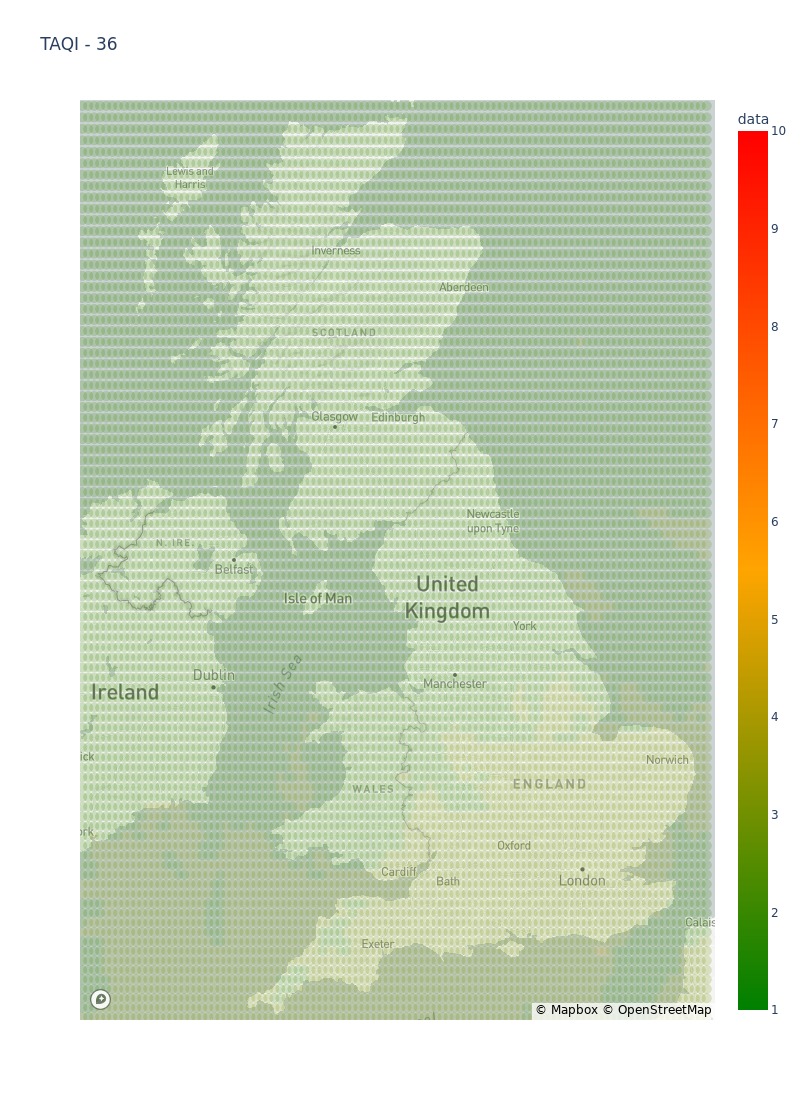 TAQI - 36
data
10
9
8
7
6
5
4
3
2
1
Lewis and
Harris
Inverness
Aberdeen
SCOTLAND
Glasgow
Edinburgh
Newcastle
upon Tyne
N. IRE.
Belfast
Isle of Man
United
Kingdom
York
Dublin
Irish Sea
Manchester
Ireland
Norwich
ick
WALES
ENGLAND
ork
Oxford
Cardiff
Bath
London
Calais
Exeter
© Mapbox © OpenStreetMap